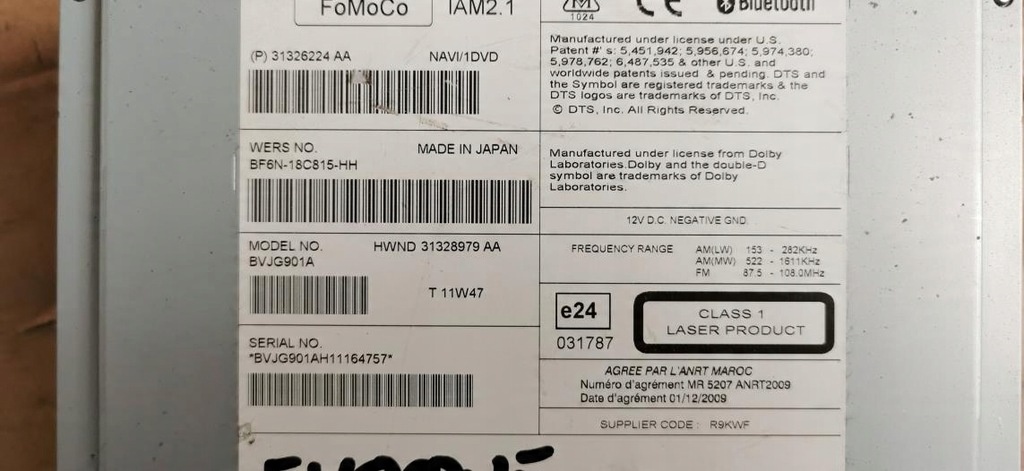 FoMoCo IAM2.1
(P) 31326224 AA NAVI/1DVD
WERS NO. MADE IN JAPAN
BF6N-18C815-HH
MODEL NO. HWND 31328979 AA
BVJG901A
T 11W47
SERIAL NO.
*BVJG901AH11164757*
1024
Bluetooth
Manufactured under license under U.S.
Patent #' s: 5,451,942; 5,956,674; 5,974,380;
5,978,762; 6,487,535 & other U.S. and
worldwide patents issued & pending. DTS and
the Symbol are registered trademarks & the
DTS logos are trademarks of DTS, Inc.
© DTS, Inc. All Rights Reserved.
Manufactured under license from Dolby
Laboratories.Dolby and the double-D
symbol are trademarks of Dolby
Laboratories.
12V D.C. NEGATIVE GND.
FREQUENCY RANGE AM(LW) 153 - 282KHz
AM(MW) 522 - 1611KHz
FM 87.5 - 108.0MHz
e24
031787
CLASS 1
LASER PRODUCT
AGREE PAR L'ANRT MAROC
Numéro d'agrément MR 5207 ANRT2009
Date d'agrément 01/12/2009
SUPPLIER CODE : R9KWF